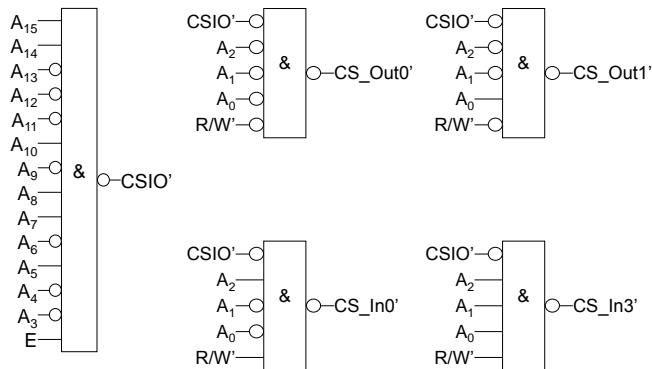 A15
A14
A13
A12
A11
A10
A9
A8
A7
A6
A5
A4
A3
E
&
CSIO’
CSIO’
A2
A1
A0
R/W’
&
CS_Out0’
CSIO’
A2
A1
A0
R/W’
&
CS_Out1’
CSIO’
A2
A1
A0
R/W’
&
CS_In0’
CSIO’
A2
A1
A0
R/W’
&
CS_In3’